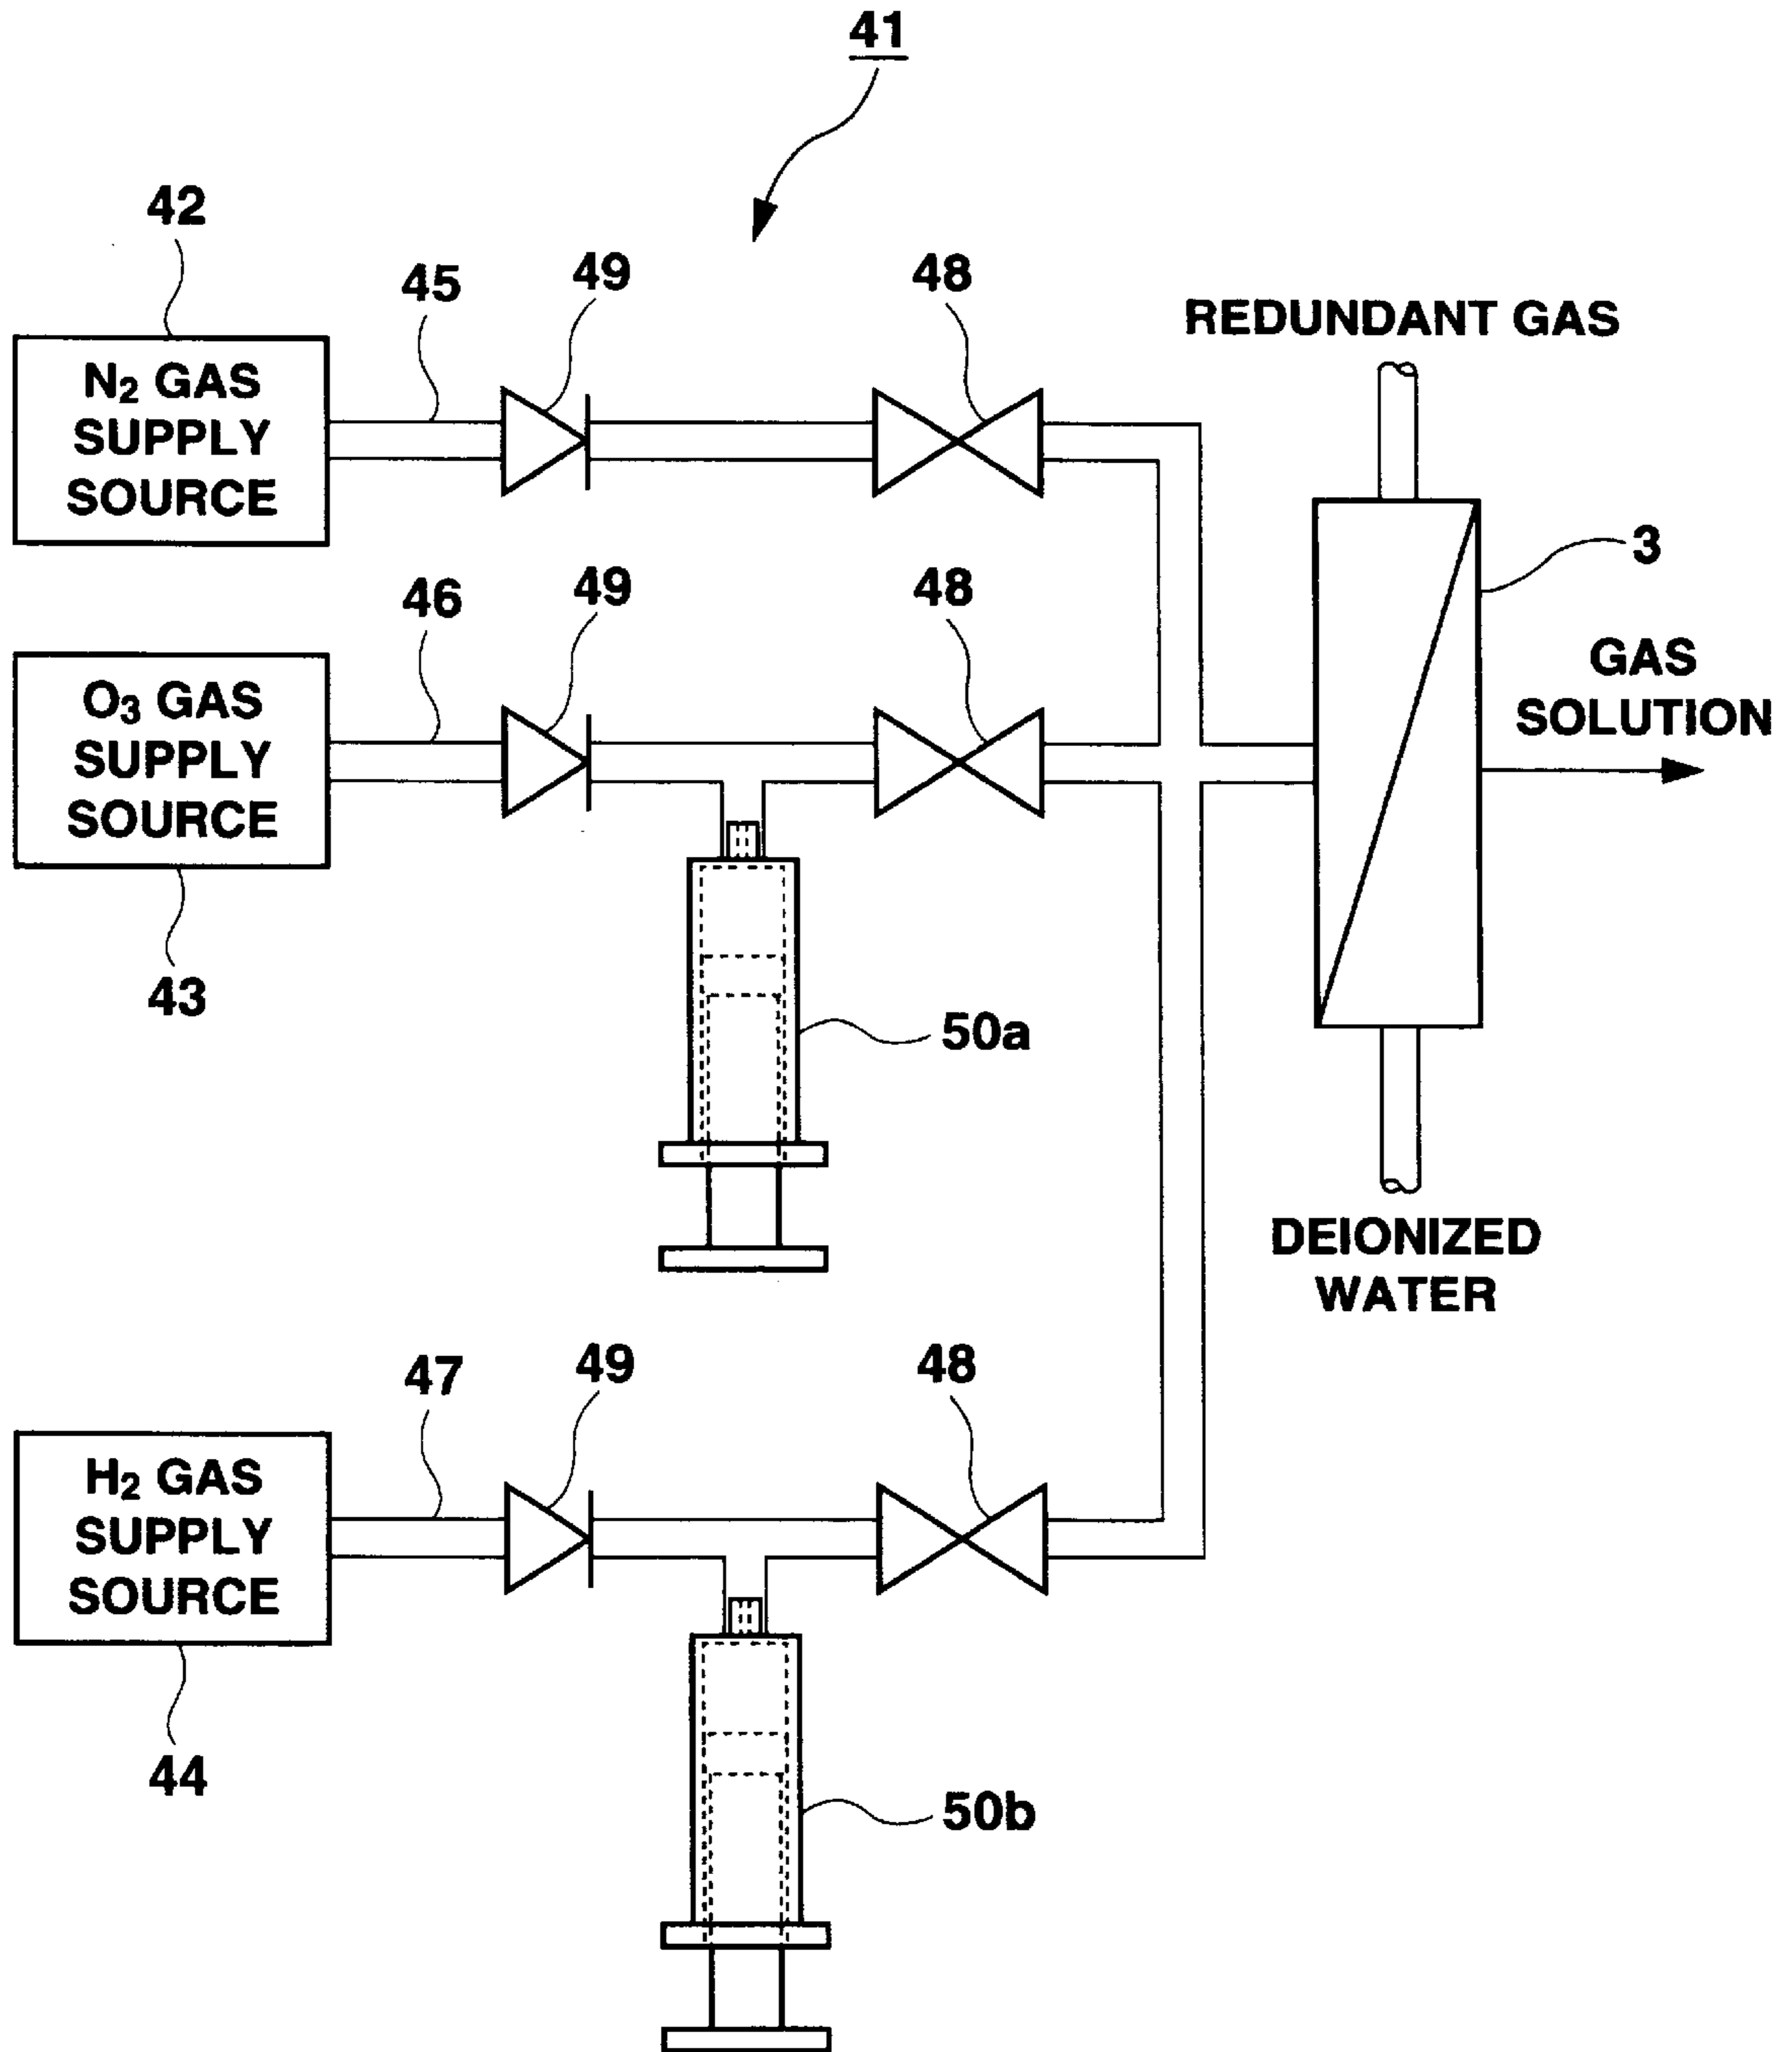 41
42
45
49
48
REDUNDANT GAS
N₂ GAS
SUPPLY
SOURCE
3
46
49
48
GAS
SOLUTION
O₃ GAS
SUPPLY
SOURCE
43
50a
DEIONIZED
WATER
47
49
48
H₂ GAS
SUPPLY
SOURCE
44
50b